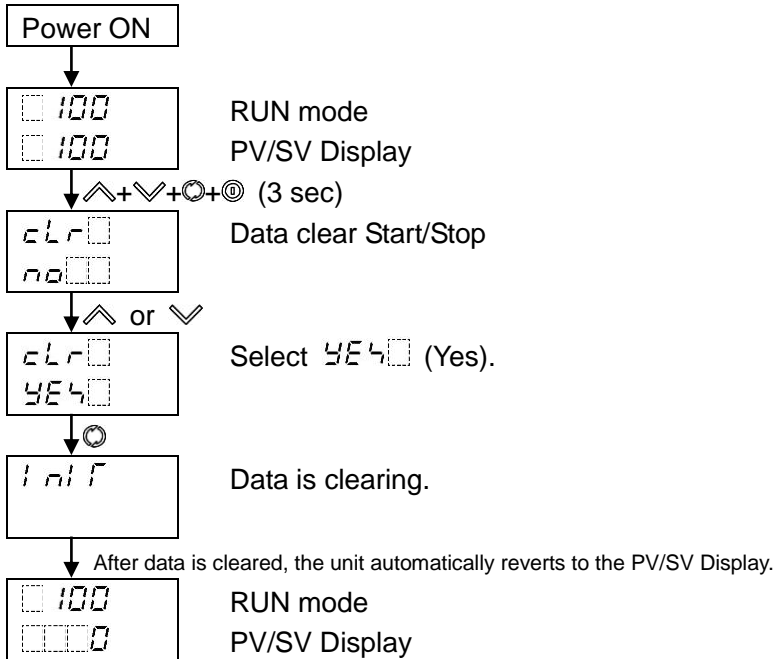 Power ON
100 RUN mode
100 PV/SV Display
+ + + (3 sec)
cLr Data clear Start/Stop
no
or
cLr Select YES (Yes).
YES
INIT Data is clearing.
After data is cleared, the unit automatically reverts to the PV/SV Display.
100 RUN mode
0 PV/SV Display